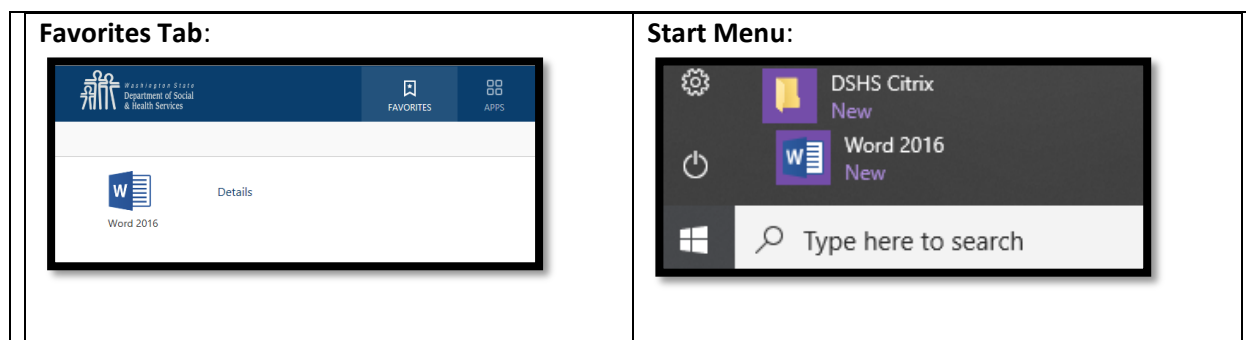 Favorites Tab:
Washington State
Department of Social
& Health Services
FAVORITES
APPS
W
Details
Word 2016
Start Menu:
DSHS Citrix
New
W
Word 2016
New
Type here to search